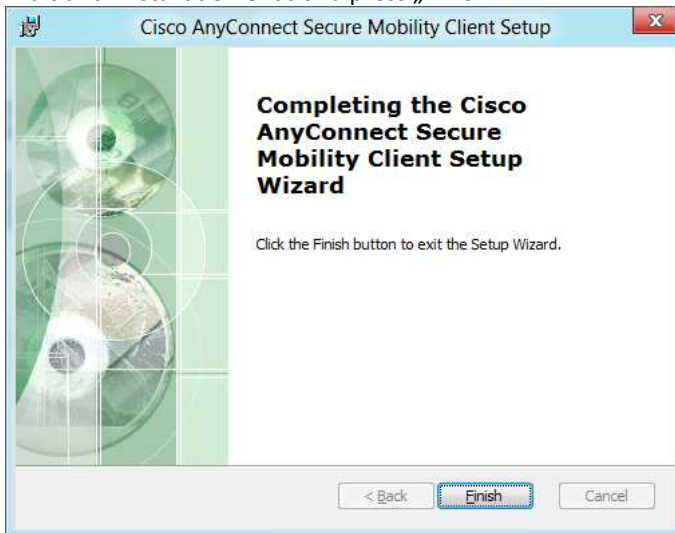 Cisco AnyConnect Secure Mobility Client Setup
x
Completing the Cisco
AnyConnect Secure
Mobility Client Setup
Wizard
Click the Finish button to exit the Setup Wizard.
< Back
Finish
Cancel